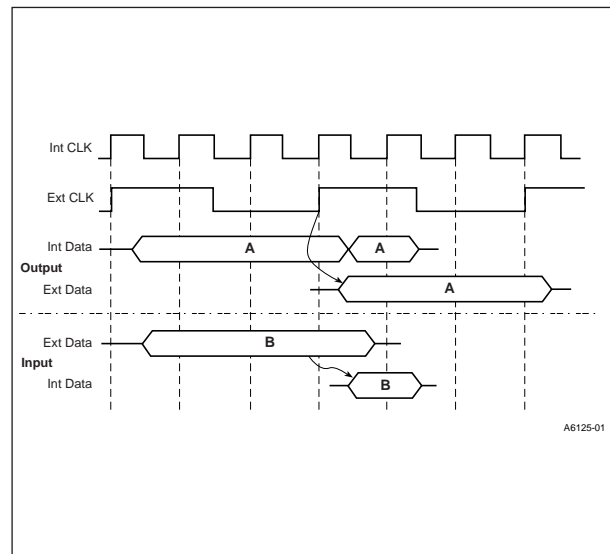 Int CLK
Ext CLK
Int Data A A
Output
Ext Data A
Ext Data B
Input
Int Data B
A6125-01